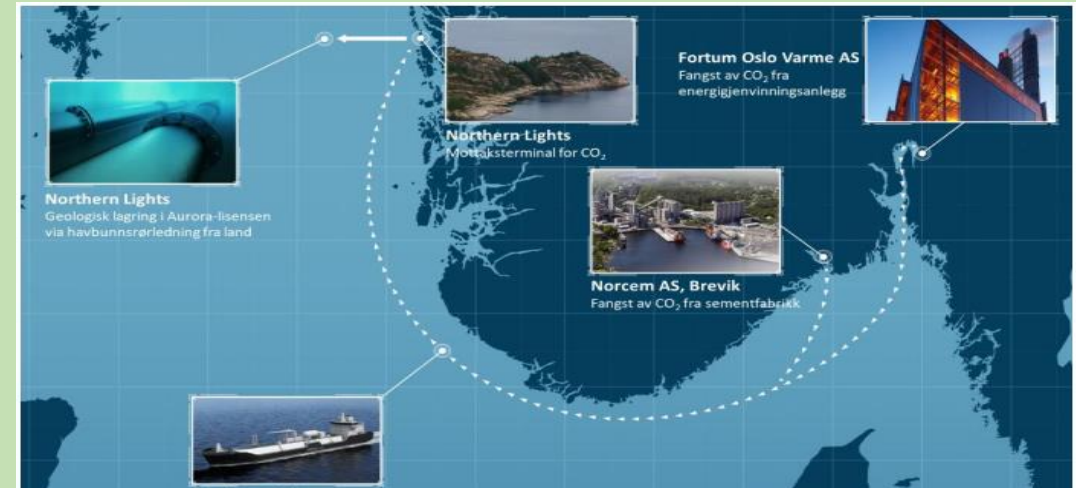 Fortum Oslo Varme AS
Fangst av CO₂ fra
energigjenvinningsanlegg
Northern Lights
Mottaksterminal for CO₂
Northern Lights
Geologisk lagring i Aurora-lisensen
via havbunnsrørledning fra land
Norcem AS, Brevik
Fangst av CO₂ fra sementfabrikk